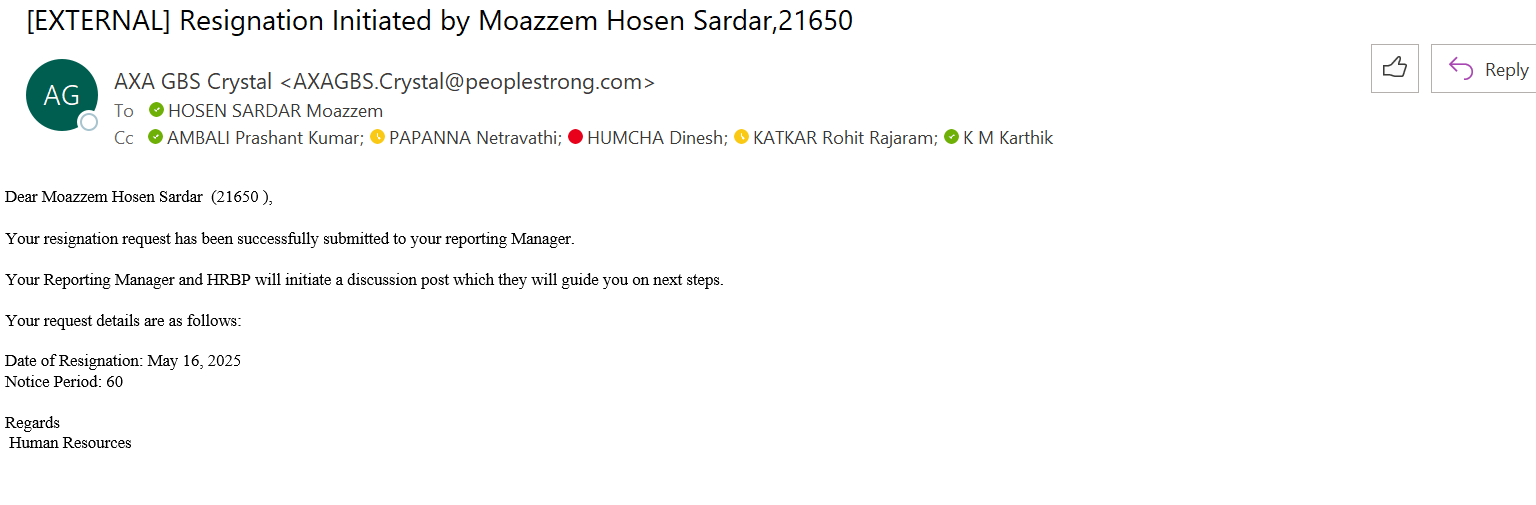 [EXTERNAL] Resignation Initiated by Moazzem Hosen Sardar,21650
AG
AXA GBS Crystal <AXAGBS.Crystal@peoplestrong.com>
Reply
To HOSEN SARDAR Moazzem
Cc AMBALI Prashant Kumar; PAPANNA Netravathi; HUMCHA Dinesh; KATKAR Rohit Rajaram; K M Karthik
Dear Moazzem Hosen Sardar (21650 ),
Your resignation request has been successfully submitted to your reporting Manager.
Your Reporting Manager and HRBP will initiate a discussion post which they will guide you on next steps.
Your request details are as follows:
Date of Resignation: May 16, 2025
Notice Period: 60
Regards
Human Resources